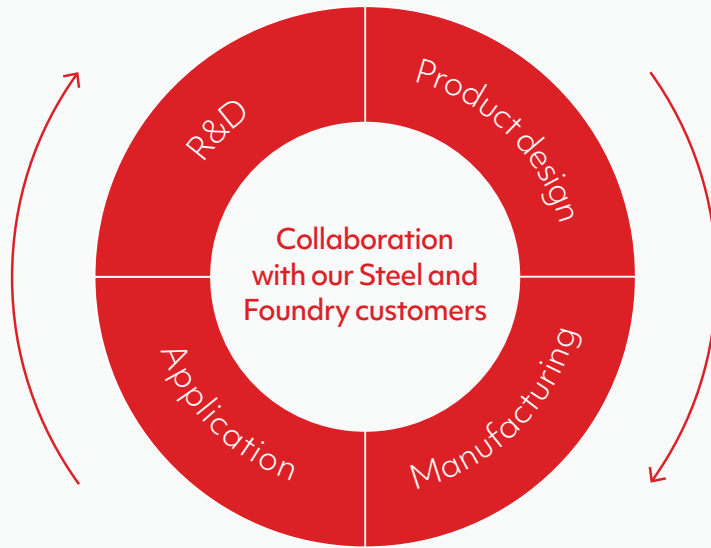 R&D
Product design
Collaboration
with our Steel and
Foundry customers
Application
Manufacturing